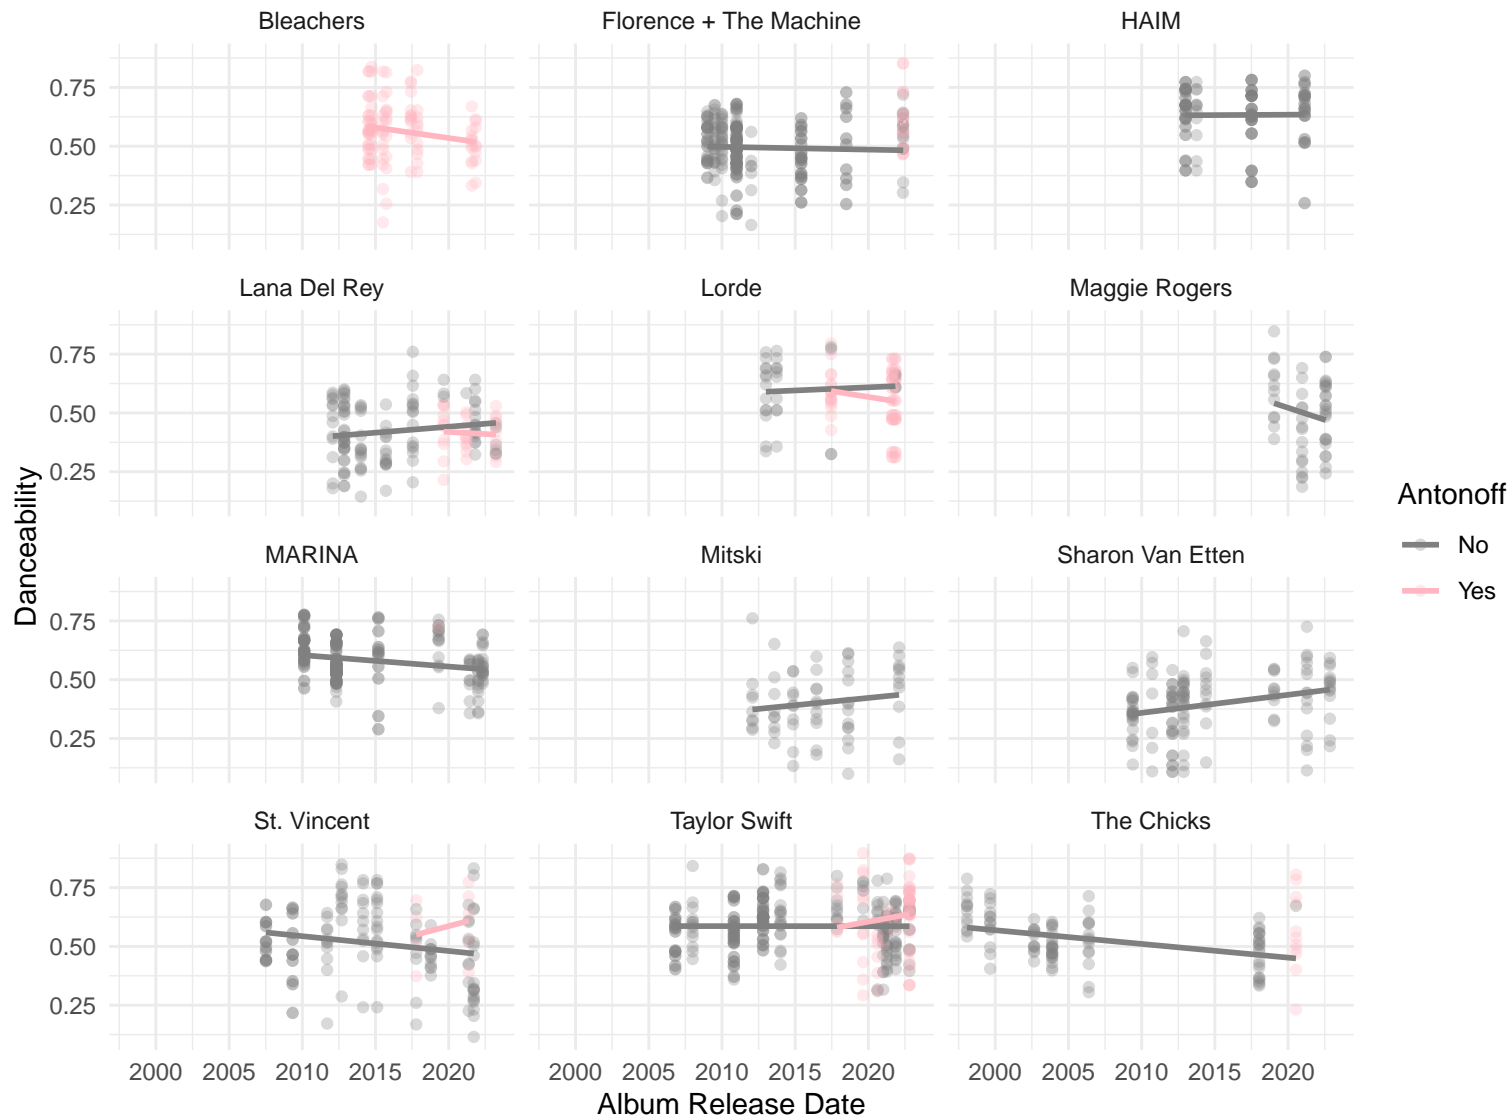 Bleachers
Florence + The Machine
HAIM
0.75
0.50
0.25
Lana Del Rey
Lorde
Maggie Rogers
0.75
0.50
0.25
MARINA
Mitski
Sharon Van Etten
0.75
0.50
0.25
St. Vincent
Taylor Swift
The Chicks
0.75
0.50
0.25
2000 2005 2010 2015 2020
2000 2005 2010 2015 2020
2000 2005 2010 2015 2020
Album Release Date
Danceability
Antonoff
No
Yes